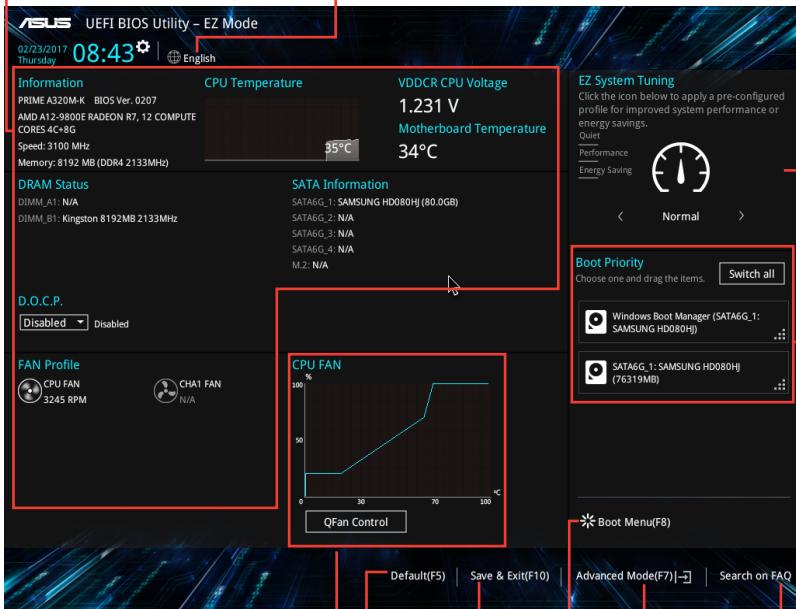 ASUS UEFI BIOS Utility – EZ Mode
02/23/2017
Thursday
08:43
English
Information
PRIME A320M-K BIOS Ver. 0207
AMD A12-9800E RADEON R7, 12 COMPUTE
CORES 4C+8G
Speed: 3100 MHz
Memory: 8192 MB (DDR4 2133MHz)
CPU Temperature
35°C
VDDCR CPU Voltage
1.231 V
Motherboard Temperature
34°C
EZ System Tuning
Click the icon below to apply a pre-configured
profile for improved system performance or
energy savings.
Quiet
Performance
Energy Saving
< Normal >
DRAM Status
DIMM_A1: N/A
DIMM_B1: Kingston 8192MB 2133MHz
SATA Information
SATA6G_1: SAMSUNG HD080HJ (80.0GB)
SATA6G_2: N/A
SATA6G_3: N/A
SATA6G_4: N/A
M.2: N/A
Boot Priority
Choose one and drag the items.
Switch all
Windows Boot Manager (SATA6G_1:
SAMSUNG HD080HJ)
SATA6G_1: SAMSUNG HD080HJ
(76319MB)
D.O.C.P.
Disabled Disabled
FAN Profile
CPU FAN
3245 RPM
CHA1 FAN
N/A
CPU FAN
%
100
50
0 30 70 100
°C
QFan Control
Boot Menu(F8)
Default(F5) Save & Exit(F10) Advanced Mode(F7) Search on FAQ